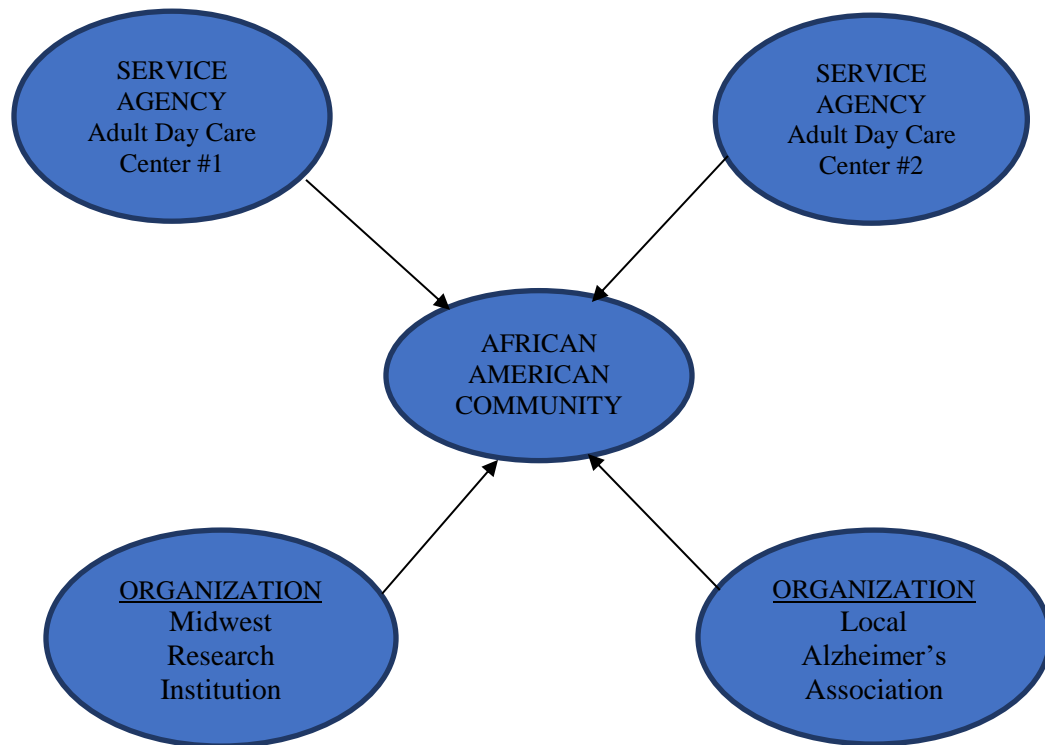 SERVICE
AGENCY
Adult Day Care
Center #1
SERVICE
AGENCY
Adult Day Care
Center #2
AFRICAN
AMERICAN
COMMUNITY
ORGANIZATION
Midwest
Research
Institution
ORGANIZATION
Local
Alzheimer’s
Association